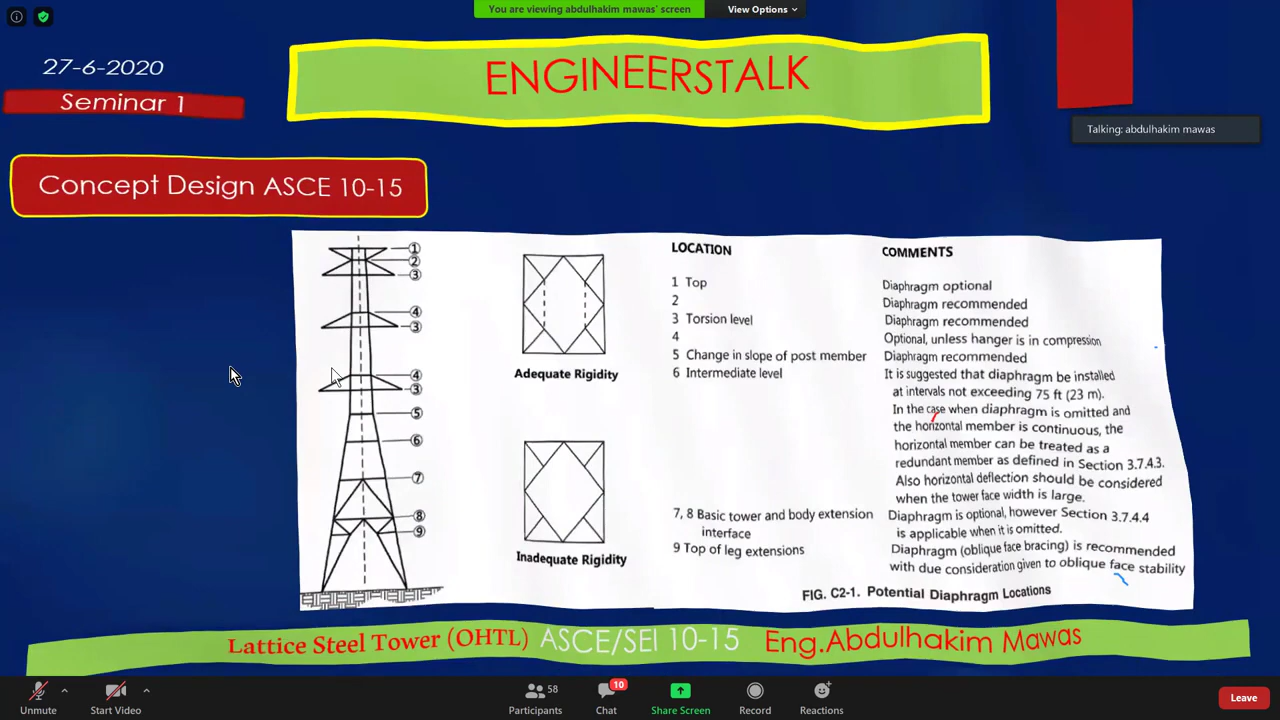 You are viewing abdulhakim mawas' screen
View Options
27-6-2020
Seminar 1
ENGINEERSTALK
Talking: abdulhakim mawas
Concept Design ASCE 10-15
①
②
③
④
③
④
③
⑤
⑥
⑦
⑧
⑨
Adequate Rigidity
Inadequate Rigidity
LOCATION COMMENTS
1 Top Diaphragm optional
2 Diaphragm recommended
3 Torsion level Diaphragm recommended
4 Optional, unless hanger is in compression
5 Change in slope of post member Diaphragm recommended
6 Intermediate level It is suggested that diaphragm be installed
at intervals not exceeding 75 ft (23 m).
In the case when diaphragm is omitted and
the horizontal member is continuous, the
horizontal member can be treated as a
redundant member as defined in Section 3.7.4.3.
Also horizontal deflection should be considered
when the tower face width is large.
7, 8 Basic tower and body extension Diaphragm is optional, however Section 3.7.4.4
interface is applicable when it is omitted.
9 Top of leg extensions Diaphragm (oblique face bracing) is recommended
with due consideration given to oblique face stability
FIG. C2-1. Potential Diaphragm Locations
Lattice Steel Tower (OHTL) ASCE/SEI 10-15 Eng.Abdulhakim Mawas
58
10
Unmute Start Video Participants Chat Share Screen Record Reactions Leave